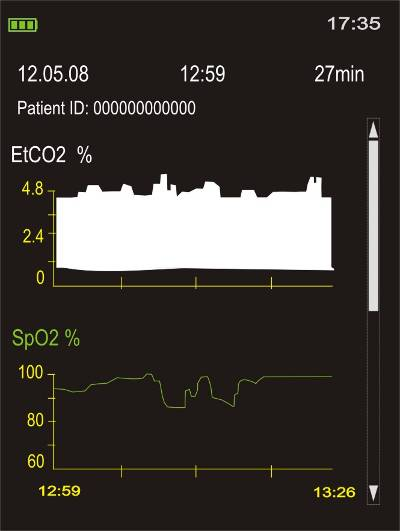 17:35
12.05.08 12:59 27min
Patient ID: 000000000000
EtCO2 %
4.8
2.4
0
SpO2 %
100
80
60
12:59 13:26